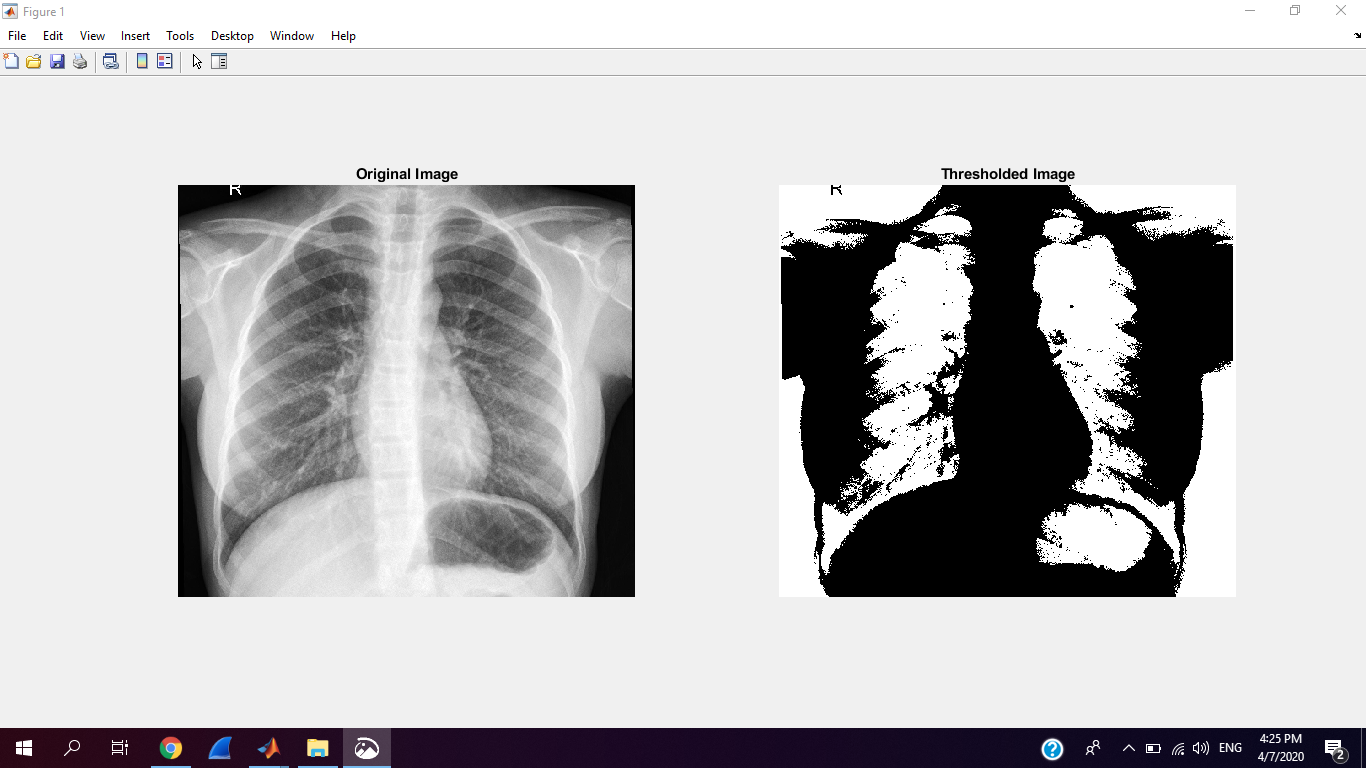 Figure 1
File Edit View Insert Tools Desktop Window Help
Original Image
Thresholded Image
R
R
?
ENG
4:25 PM
4/7/2020
2